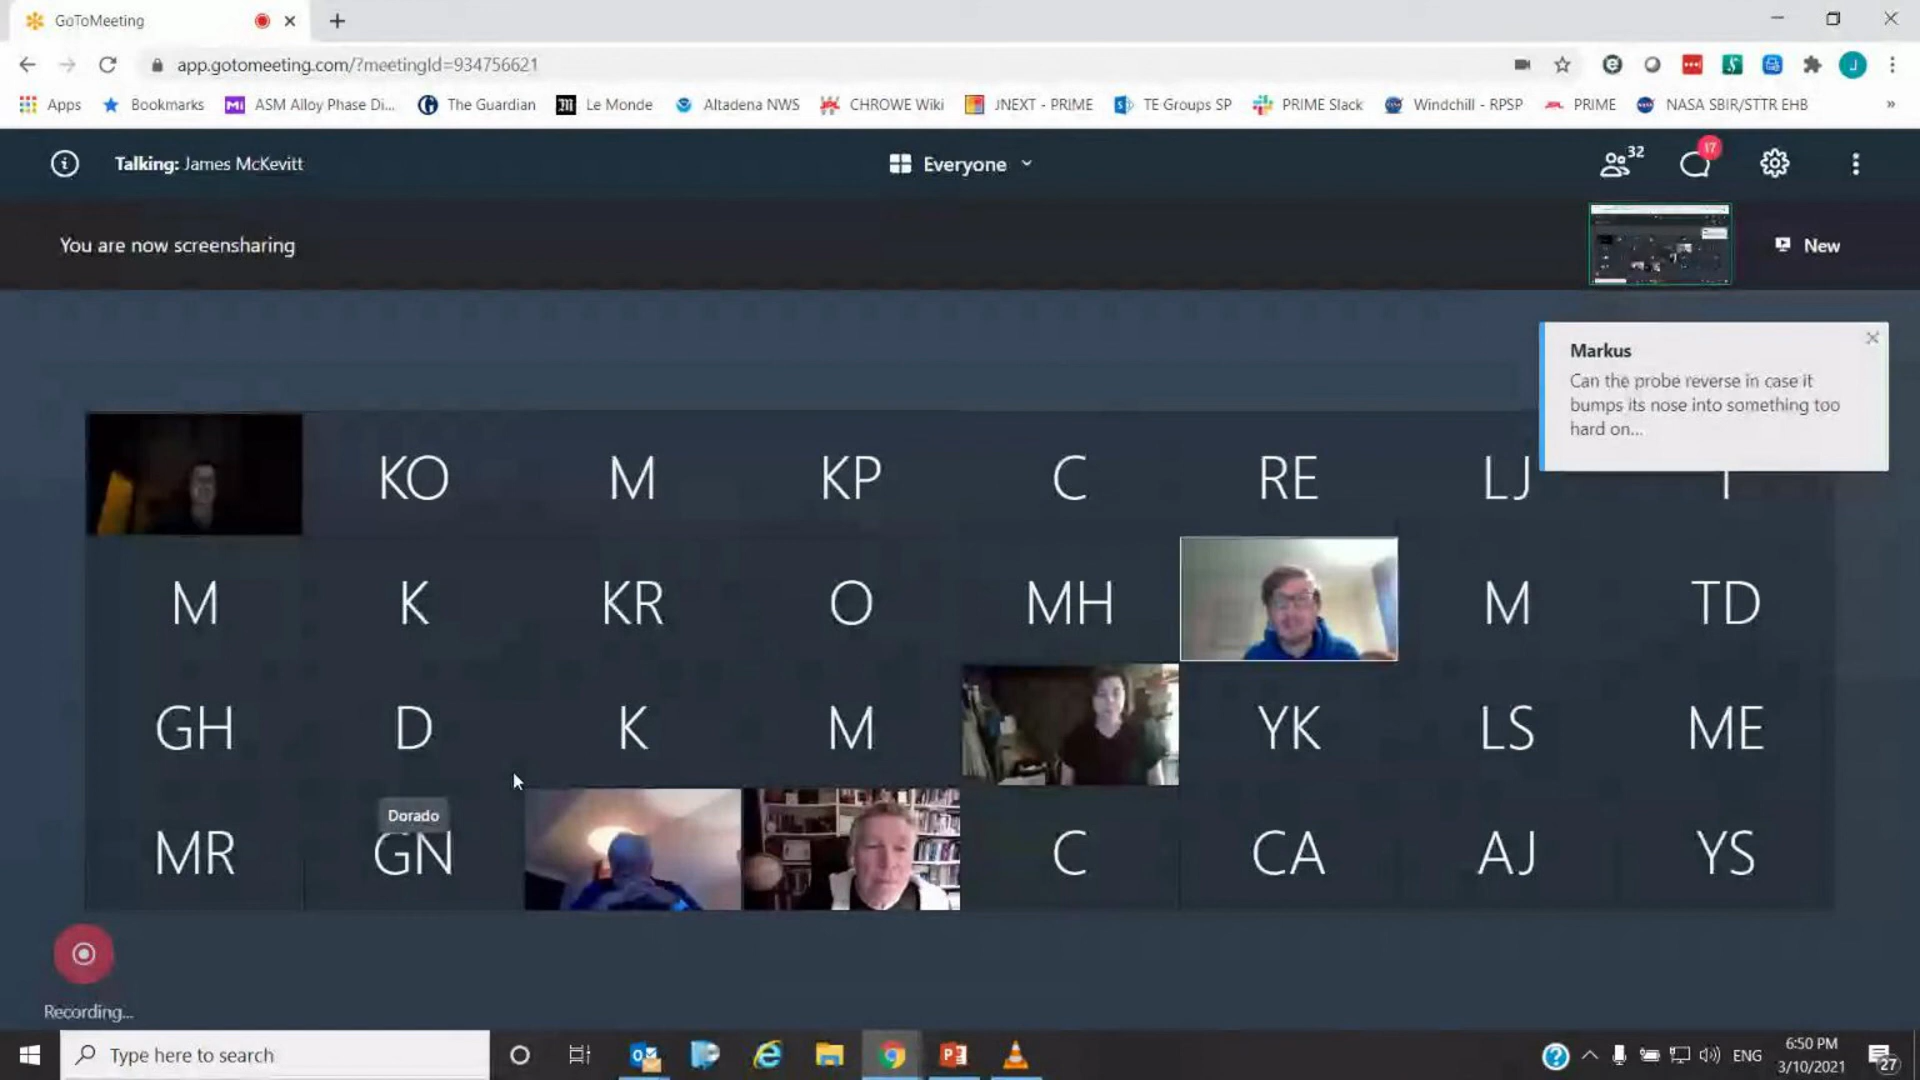 GoToMeeting
app.gotomeeting.com/?meetingId=934756621
J
Apps
Bookmarks
Mi
ASM Alloy Phase Di...
The Guardian
Le Monde
Altadena NWS
CHROWE Wiki
JNEXT - PRIME
TE Groups SP
PRIME Slack
Windchill - RPSP
PRIME
NASA SBIR/STTR EHB
»
Talking: James McKevitt
Everyone
32
17
You are now screensharing
New
Markus
Can the probe reverse in case it
bumps its nose into something too
hard on...
KO M KP C RE LJ
M K KR O MH M TD
GH D K M YK LS ME
Dorado
MR GN C CA AJ YS
Recording...
Type here to search
ENG
6:50 PM
3/10/2021
27